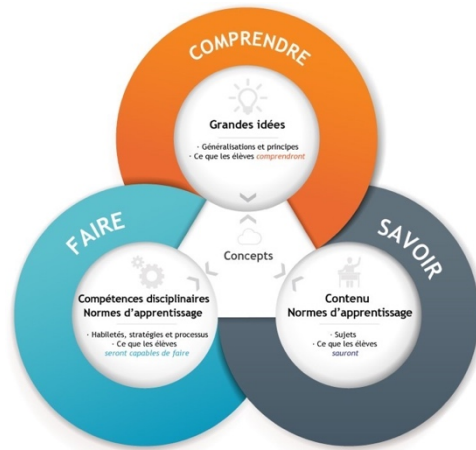 COMPRENDRE
Grandes idées
· Généralisations et principes
· Ce que les élèves comprendront
FAIRE
SAVOIR
Concepts
Compétences disciplinaires
Normes d'apprentissage
· Habiletés, stratégies et processus
· Ce que les élèves
seront capables de faire
Contenu
Normes d'apprentissage
· Sujets
· Ce que les élèves
sauront